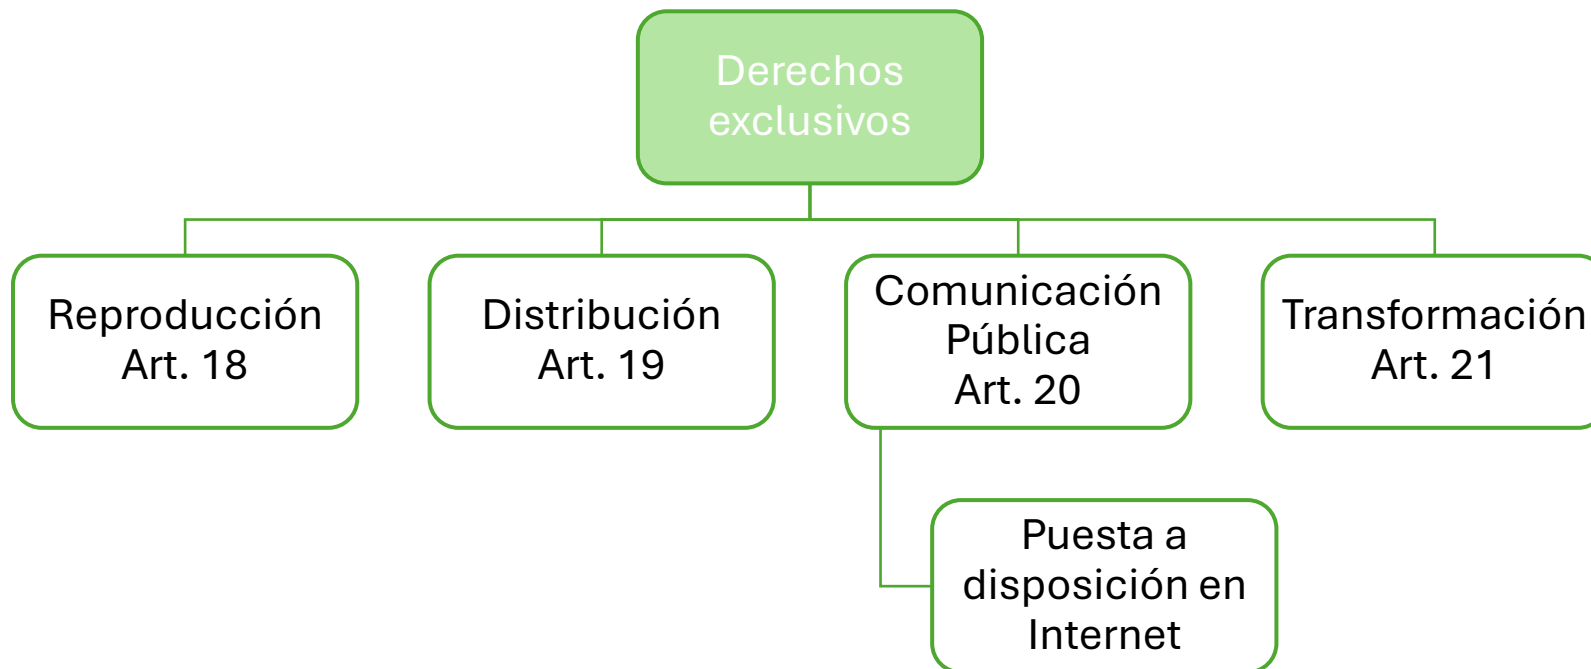 Derechos
exclusivos
Reproducción
Art. 18
Distribución
Art. 19
Comunicación
Pública
Art. 20
Transformación
Art. 21
Puesta a
disposición en
Internet